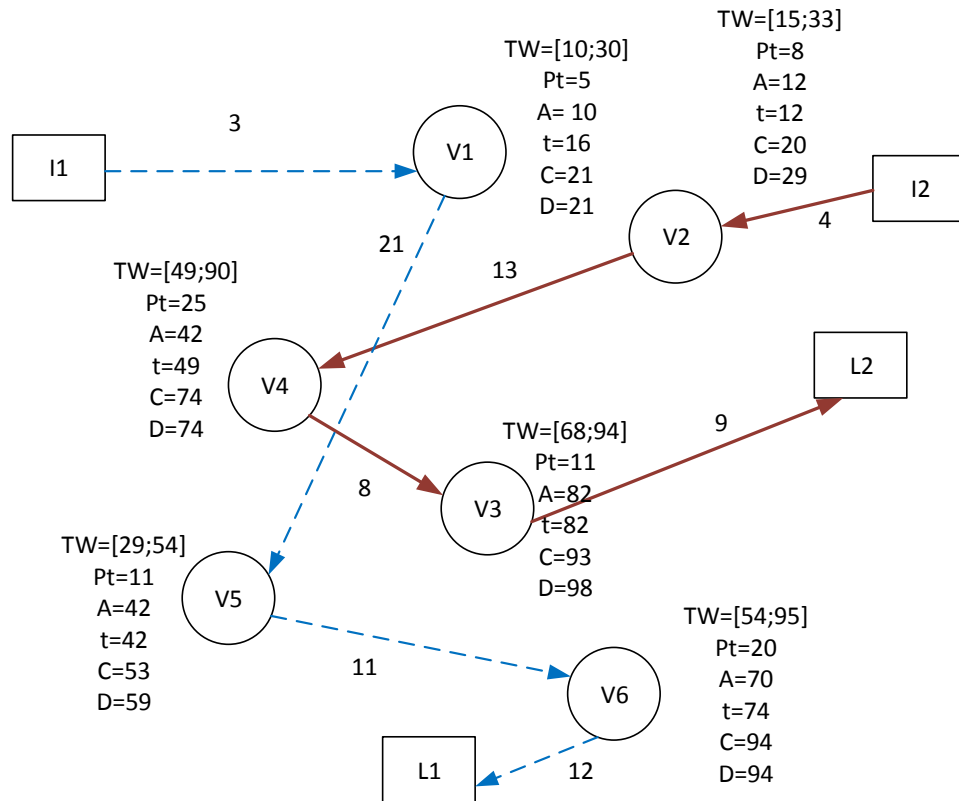 TW=[10;30]
Pt=5
A= 10
t=16
C=21
D=21
TW=[15;33]
Pt=8
A=12
t=12
C=20
D=29
3
I1
V1
I2
4
V2
21
13
TW=[49;90]
Pt=25
A=42
t=49
C=74
D=74
V4
L2
9
8
TW=[68;94]
Pt=11
A=82
t=82
C=93
D=98
V3
TW=[29;54]
Pt=11
A=42
t=42
C=53
D=59
V5
11
TW=[54;95]
Pt=20
A=70
t=74
C=94
D=94
V6
L1
12